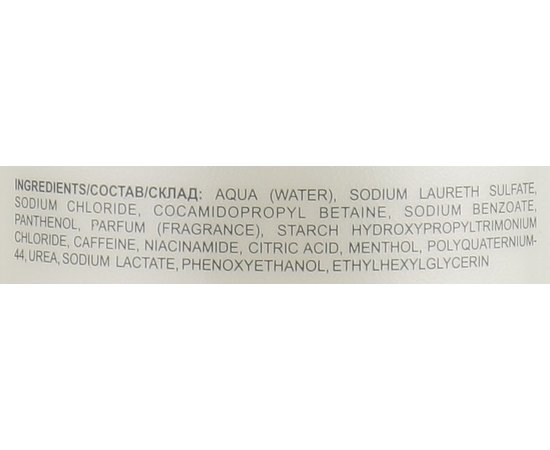 INGREDIENTS/СОСТАВ/СКЛАД: AQUA (WATER), SODIUM LAURETH SULFATE,
SODIUM CHLORIDE, COCAMIDOPROPYL BETAINE, SODIUM BENZOATE,
PANTHENOL, PARFUM (FRAGRANCE), STARCH HYDROXYPROPYLTRIMONIUM
CHLORIDE, CAFFEINE, NIACINAMIDE, CITRIC ACID, MENTHOL, POLYQUATERNIUM-
44, UREA, SODIUM LACTATE, PHENOXYETHANOL, ETHYLHEXYLGLYCERIN